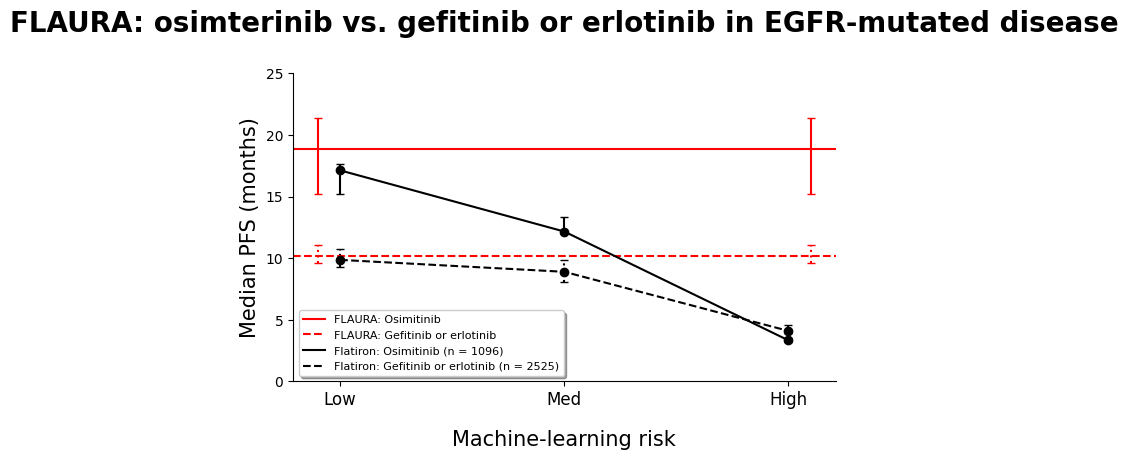 FLAURA: osimterinib vs. gefitinib or erlotinib in EGFR-mutated disease
Median PFS (months)
25
20
15
10
5
0
FLAURA: Osimitinib
FLAURA: Gefitinib or erlotinib
Flatiron: Osimitinib (n = 1096)
Flatiron: Gefitinib or erlotinib (n = 2525)
Low Med High
Machine-learning risk